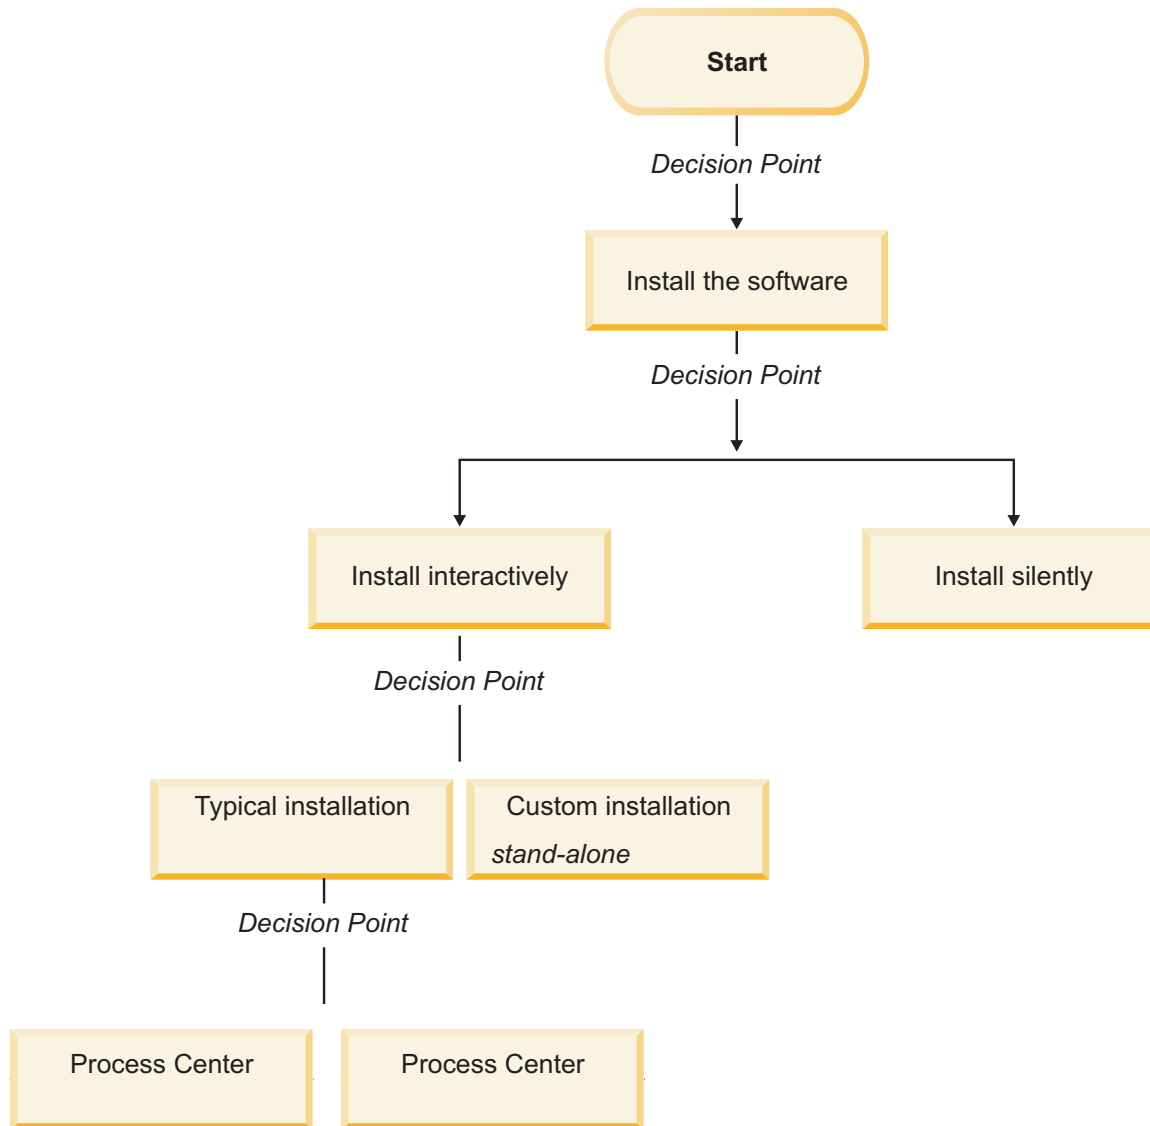 Start
Decision Point
Install the software
Decision Point
Install interactively
Install silently
Decision Point
Typical installation
Custom installation
stand-alone
Decision Point
Process Center
Process Center